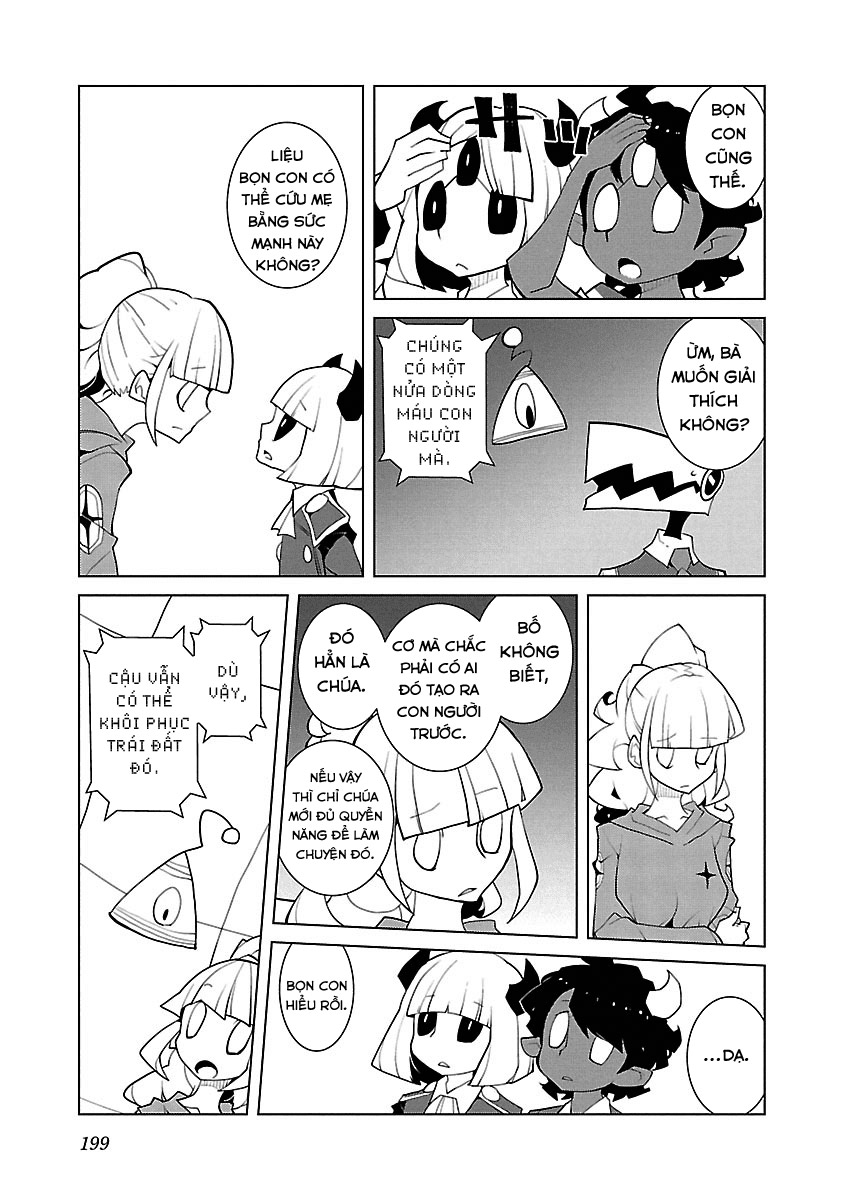 BỌN
CON
CŨNG
THẾ.
ỪM, BÀ
MUỐN GIẢI
THÍCH
KHÔNG?
CHÚNG
CÓ MỘT
NỬA DÒNG
MÁU CON
NGƯỜI
MÀ.
LIỆU
BỌN CON CÓ
THỂ CỨU MẸ
BẰNG SỨC
MẠNH NÀY
KHÔNG?
BỐ
KHÔNG
BIẾT,
CƠ MÀ CHẮC
PHẢI CÓ AI
ĐÓ TẠO RA
CON NGƯỜI
TRƯỚC.
ĐÓ
HẲN LÀ
CHÚA.
NẾU VẬY
THÌ CHỈ CHÚA
MỚI ĐỦ QUYỀN
NĂNG ĐỂ LÀM
CHUYỆN ĐÓ.
DÙ
VẬY,
CẬU VẪN
CÓ THỂ
KHÔI PHỤC
TRÁI ĐẤT
ĐÓ.
...DẠ.
BỌN CON
HIỂU RỒI.
199